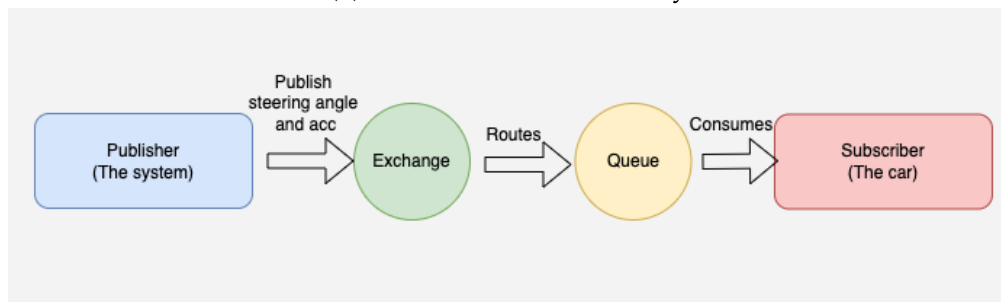 Publisher
(The system)
Publish
steering angle
and acc
Exchange
Routes
Queue
Consumes
Subscriber
(The car)